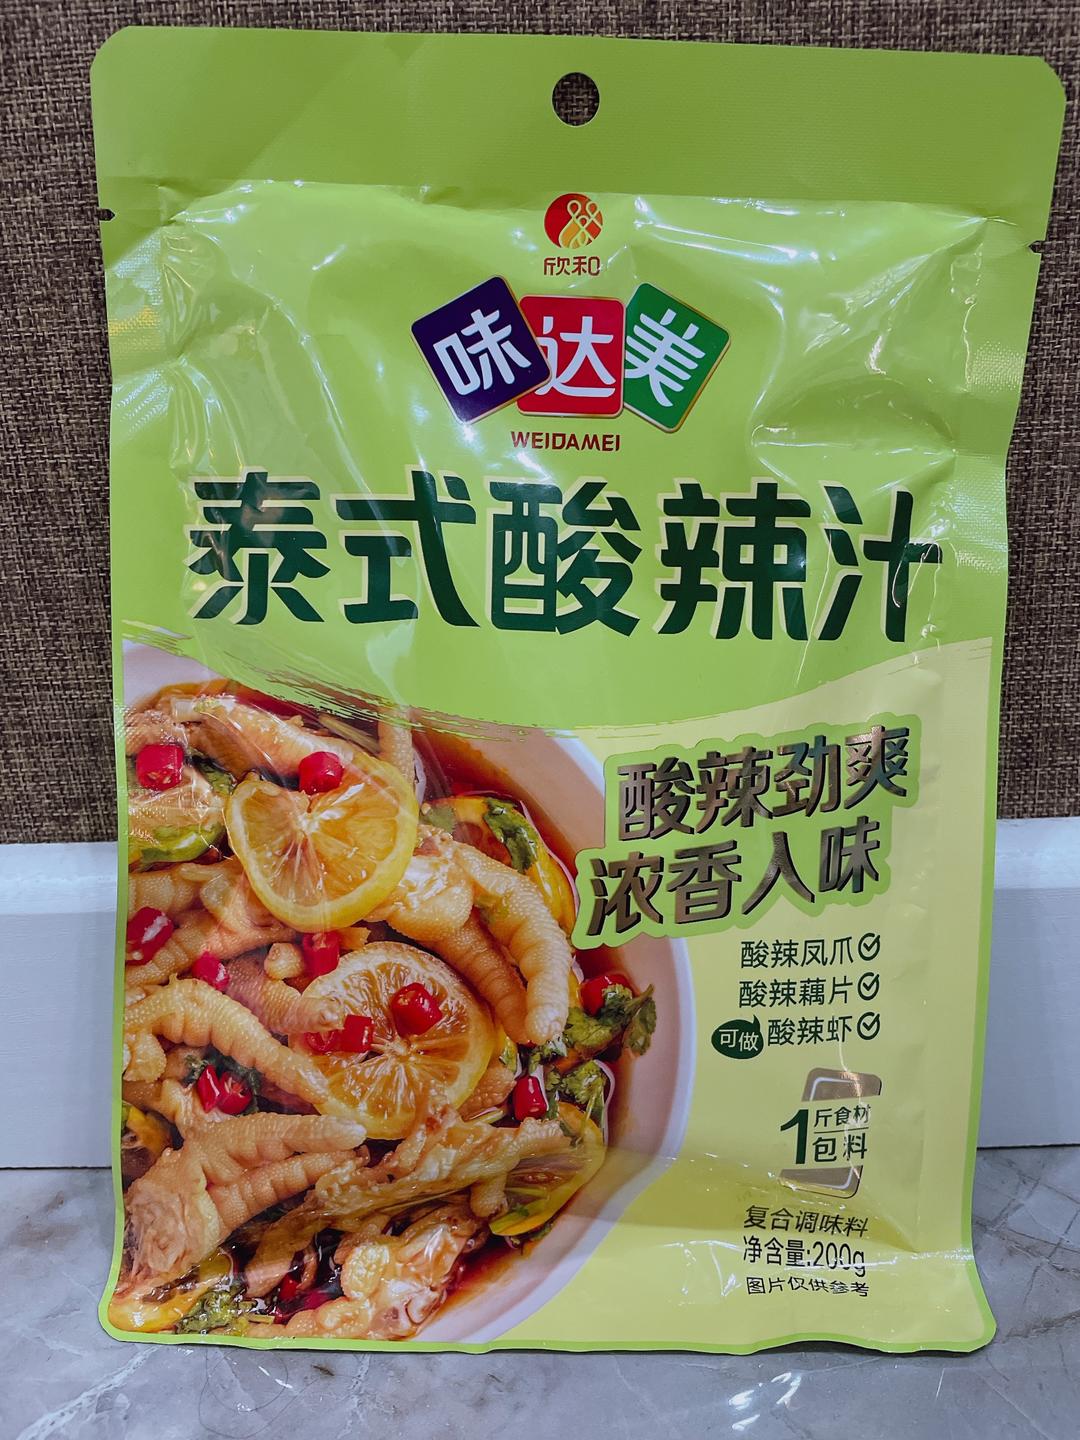 欣和
味达美
WEIDAMEI
泰式酸辣汁
酸辣劲爽
浓香入味
酸辣凤爪
酸辣藕片
可做 酸辣虾
1斤食材
1包料
复合调味料
净含量:200g
图片仅供参考